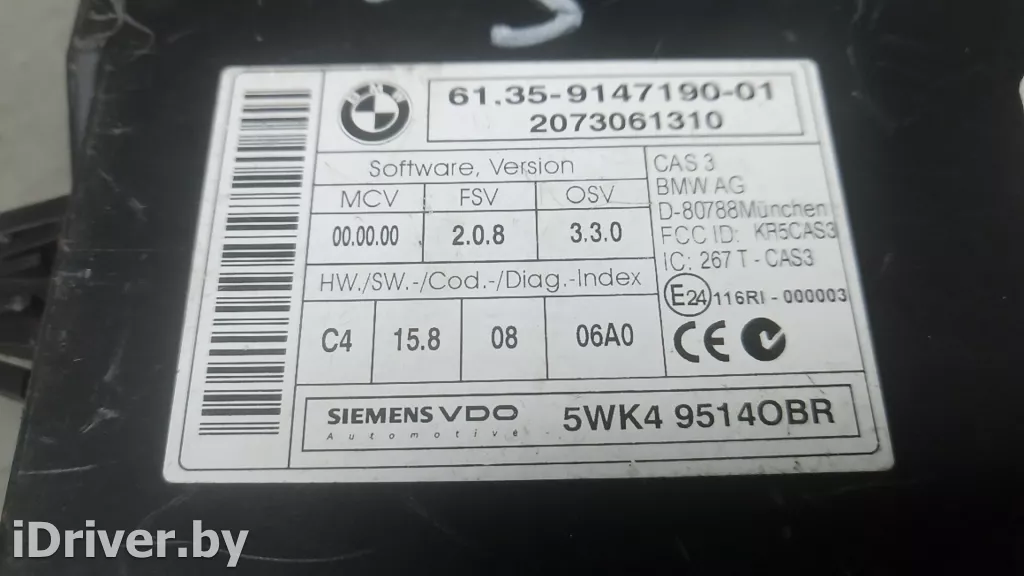 BMW
61.35-9147190-01
2073061310
Software, Version
MCV FSV OSV
00.00.00 2.0.8 3.3.0
HW./SW.-/Cod.-/Diag.-Index
C4 15.8 08 06A0
CAS 3
BMW AG
D-80788München
FCC ID: KR5CAS3
IC: 267 T - CAS3
E24 116RI - 000003
CE
SIEMENS VDO
Automotive
5WK4 9514OBR
iDriver.by